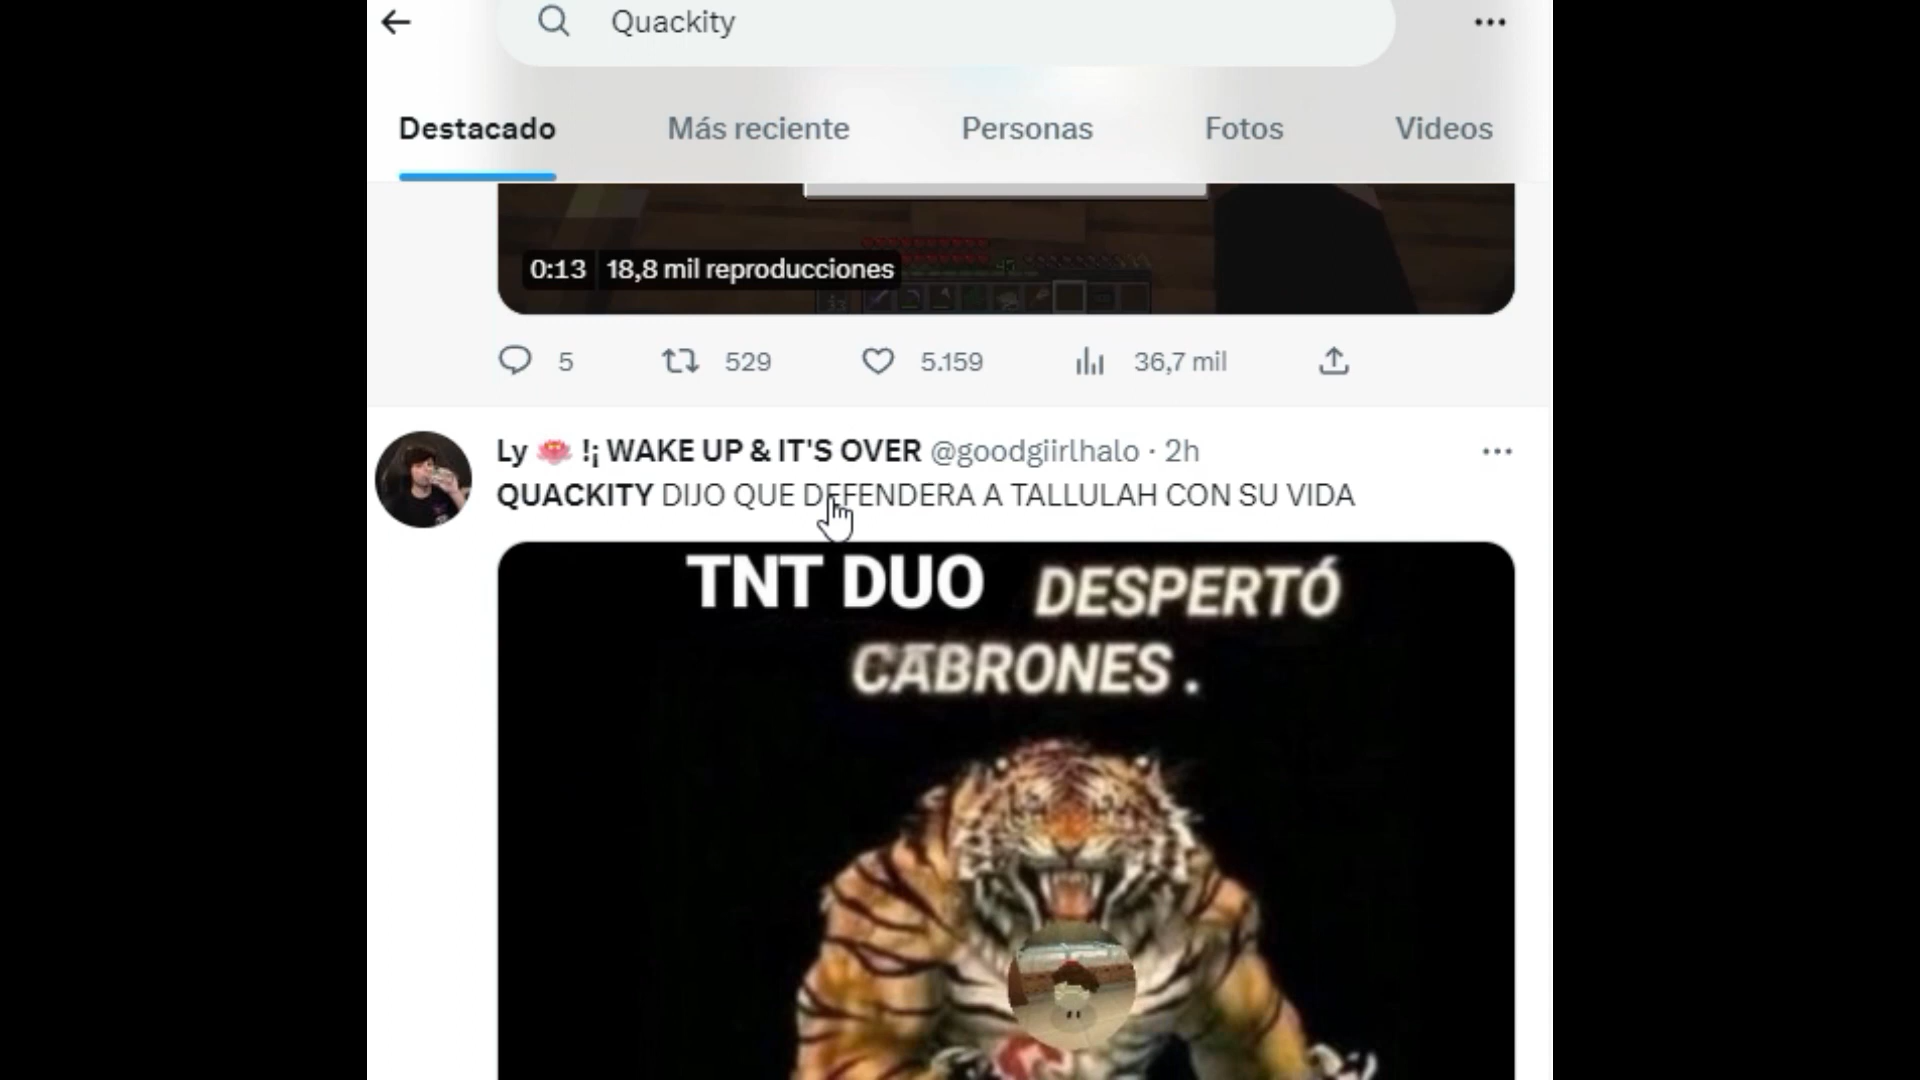 Quackity
Destacado Más reciente Personas Fotos Videos
0:13 18,8 mil reproducciones
5 529 5.159 36,7 mil
Ly !¡ WAKE UP & IT'S OVER @goodgiirlhalo · 2h
QUACKITY DIJO QUE DEFENDERA A TALLULAH CON SU VIDA
TNT DUO DESPERTÓ
CABRONES .